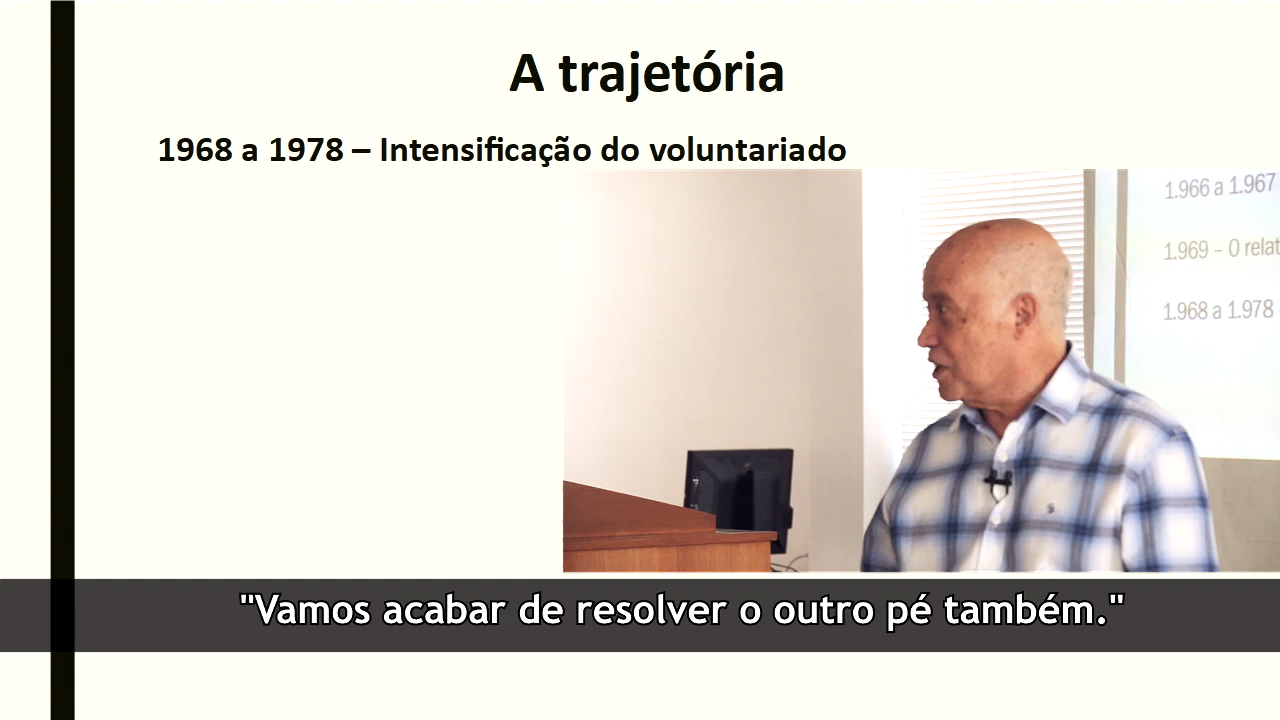 A trajetória
1968 a 1978 – Intensificação do voluntariado
1.966 a 1.967
1.969 – O relat
1.968 a 1.978
"Vamos acabar de resolver o outro pé também."